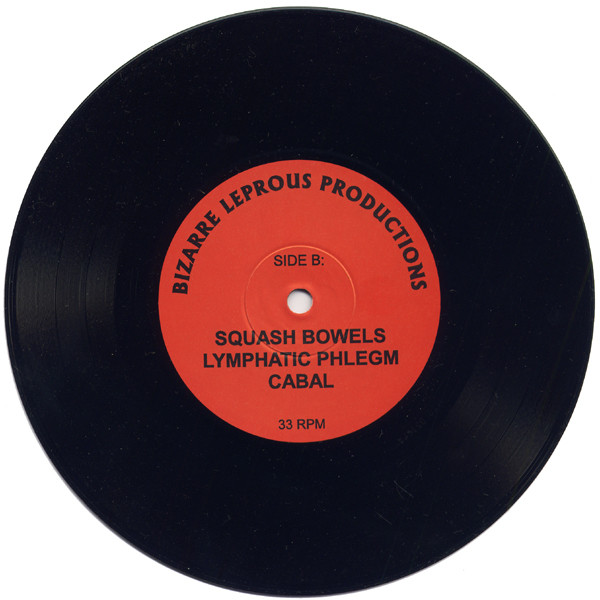 BIZARRE LEPROUS PRODUCTIONS
SIDE B:
SQUASH BOWELS
LYMPHATIC PHLEGM
CABAL
33 RPM